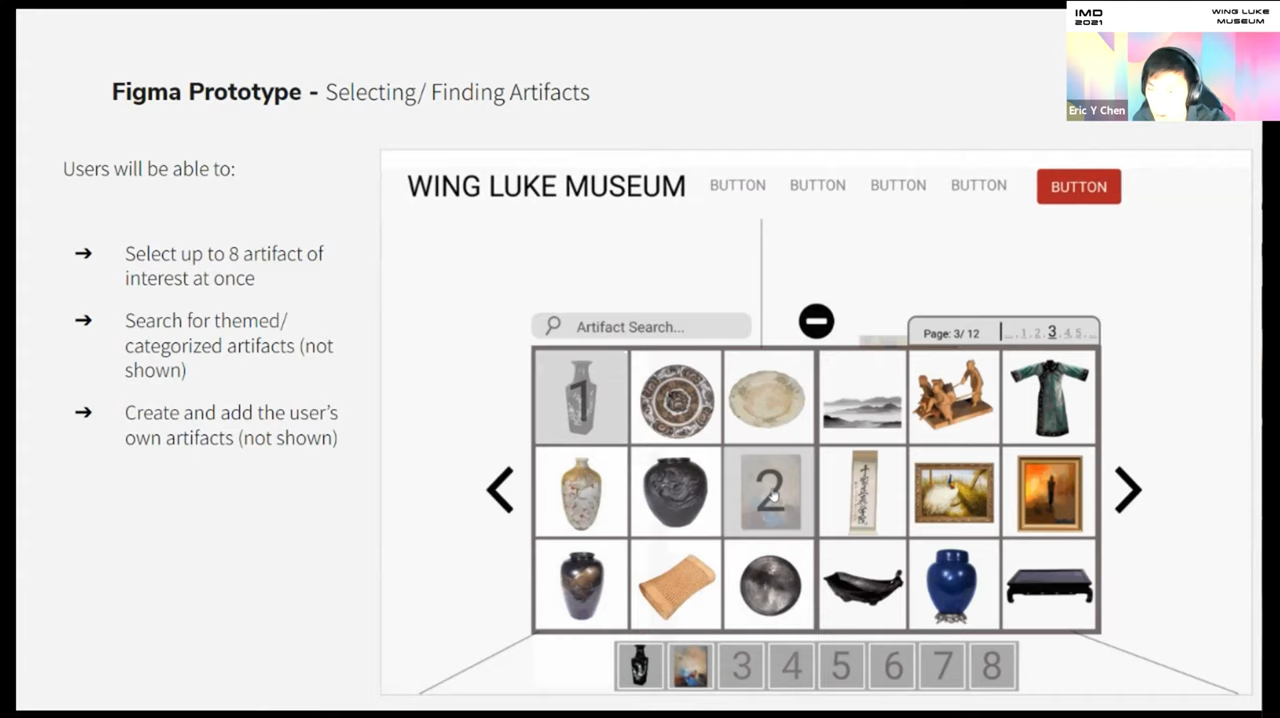 IMD
2021
WING LUKE
MUSEUM
Eric Y Chen
Figma Prototype - Selecting/ Finding Artifacts
Users will be able to:
➔ Select up to 8 artifact of
interest at once
➔ Search for themed/
categorized artifacts (not
shown)
➔ Create and add the user's
own artifacts (not shown)
WING LUKE MUSEUM
BUTTON
BUTTON
BUTTON
BUTTON
BUTTON
Artifact Search...
Page: 3/ 12
...1.2.3.4.5...
1
2
3
4
5
6
7
8